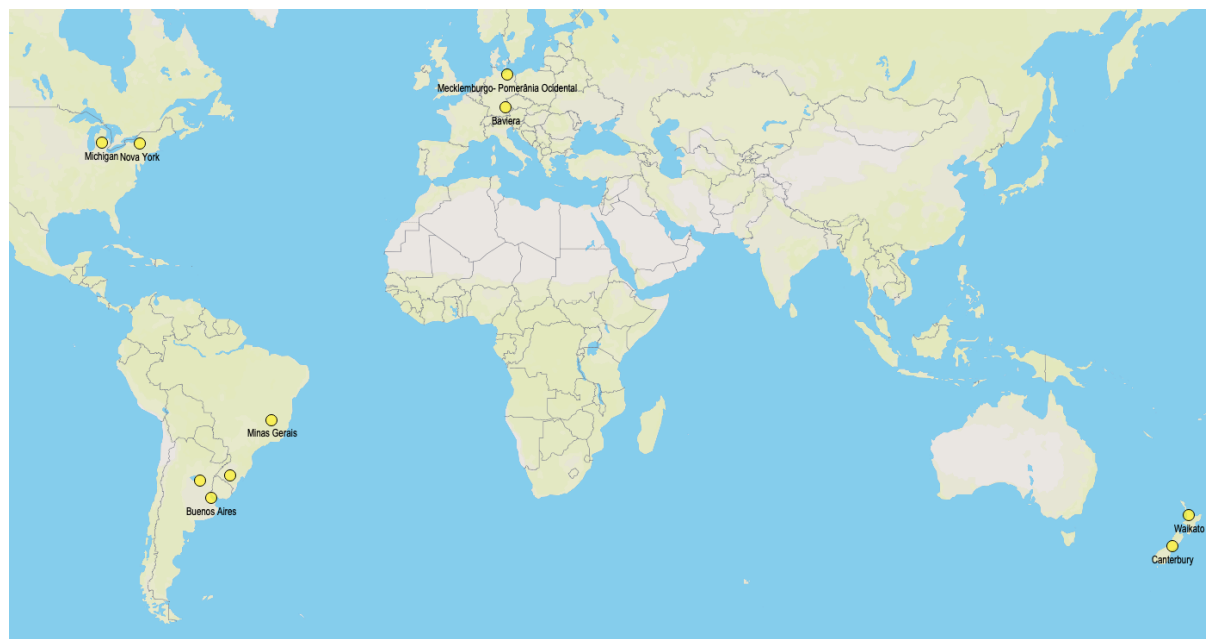 Mecklemburgo- Pomerânia Ocidental
Baviera
Michigan
Nova York
Minas Gerais
Buenos Aires
Waikato
Canterbury